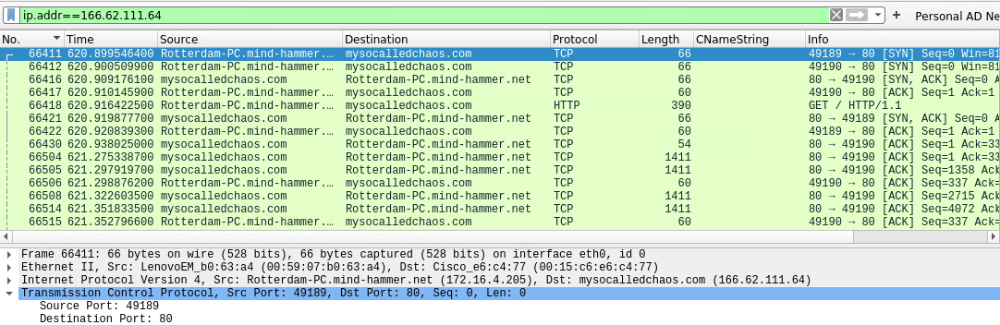 ip.addr==166.62.111.64 + Personal AD Ne
No. Time Source Destination Protocol Length CNameString Info
66411 620.899546400 Rotterdam-PC.mind-hammer.… mysocalledchaos.com TCP 66 49189 → 80 [SYN] Seq=0 Win=81
66412 620.900509900 Rotterdam-PC.mind-hammer.… mysocalledchaos.com TCP 66 49190 → 80 [SYN] Seq=0 Win=81
66416 620.909176100 mysocalledchaos.com Rotterdam-PC.mind-hammer.net TCP 66 80 → 49190 [SYN, ACK] Seq=0 A
66417 620.910145900 Rotterdam-PC.mind-hammer.… mysocalledchaos.com TCP 60 49190 → 80 [ACK] Seq=1 Ack=1
66418 620.916422500 Rotterdam-PC.mind-hammer.… mysocalledchaos.com HTTP 390 GET / HTTP/1.1
66421 620.919877700 mysocalledchaos.com Rotterdam-PC.mind-hammer.net TCP 66 80 → 49189 [SYN, ACK] Seq=0 A
66422 620.920839300 Rotterdam-PC.mind-hammer.… mysocalledchaos.com TCP 60 49189 → 80 [ACK] Seq=1 Ack=1
66430 620.938025000 mysocalledchaos.com Rotterdam-PC.mind-hammer.net TCP 54 80 → 49190 [ACK] Seq=1 Ack=33
66504 621.275338700 mysocalledchaos.com Rotterdam-PC.mind-hammer.net TCP 1411 80 → 49190 [ACK] Seq=1 Ack=33
66505 621.297919700 mysocalledchaos.com Rotterdam-PC.mind-hammer.net TCP 1411 80 → 49190 [ACK] Seq=1358 Ack
66506 621.298876200 Rotterdam-PC.mind-hammer.… mysocalledchaos.com TCP 60 49190 → 80 [ACK] Seq=337 Ack=
66508 621.322603500 mysocalledchaos.com Rotterdam-PC.mind-hammer.net TCP 1411 80 → 49190 [ACK] Seq=2715 Ack
66514 621.351833500 mysocalledchaos.com Rotterdam-PC.mind-hammer.net TCP 1411 80 → 49190 [ACK] Seq=4072 Ack
66515 621.352796600 Rotterdam-PC.mind-hammer.… mysocalledchaos.com TCP 60 49190 → 80 [ACK] Seq=337 Ack=
Frame 66411: 66 bytes on wire (528 bits), 66 bytes captured (528 bits) on interface eth0, id 0
Ethernet II, Src: LenovoEM_b0:63:a4 (00:59:07:b0:63:a4), Dst: Cisco_e6:c4:77 (00:15:c6:e6:c4:77)
Internet Protocol Version 4, Src: Rotterdam-PC.mind-hammer.net (172.16.4.205), Dst: mysocalledchaos.com (166.62.111.64)
Transmission Control Protocol, Src Port: 49189, Dst Port: 80, Seq: 0, Len: 0
Source Port: 49189
Destination Port: 80